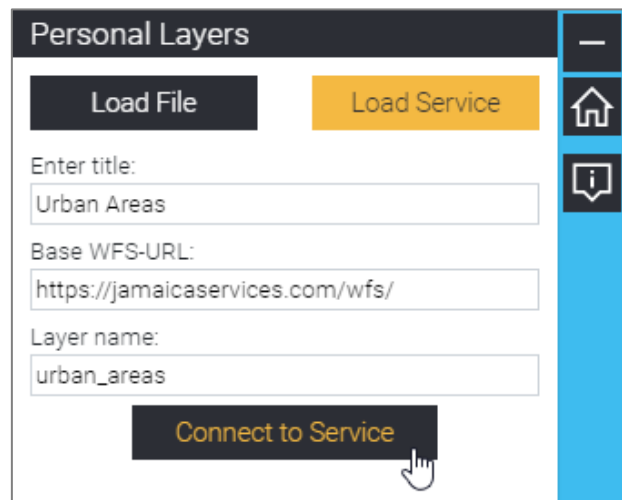 Personal Layers
Load File
Load Service
Enter title:
Urban Areas
Base WFS-URL:
https://jamaicaservices.com/wfs/
Layer name:
urban_areas
Connect to Service